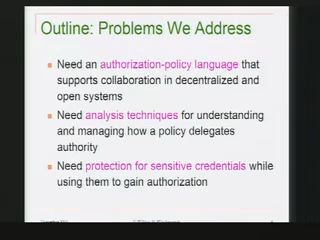 Outline: Problems We Address
Need an authorization-policy language that
supports collaboration in decentralized and
open systems
Need analysis techniques for understanding
and managing how a policy delegates
authority
Need protection for sensitive credentials while
using them to gain authorization